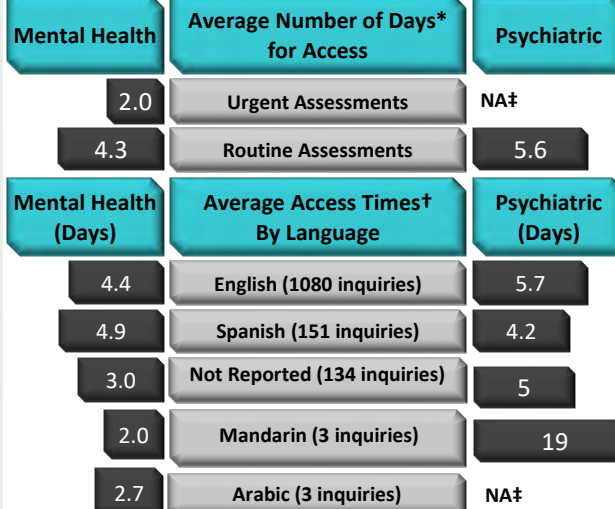 Mental Health
Average Number of Days*
for Access
Psychiatric
2.0
Urgent Assessments
NA‡
4.3
Routine Assessments
5.6
Mental Health
(Days)
Average Access Times†
By Language
Psychiatric
(Days)
4.4
English (1080 inquiries)
5.7
4.9
Spanish (151 inquiries)
4.2
3.0
Not Reported (134 inquiries)
5
2.0
Mandarin (3 inquiries)
19
2.7
Arabic (3 inquiries)
NA‡